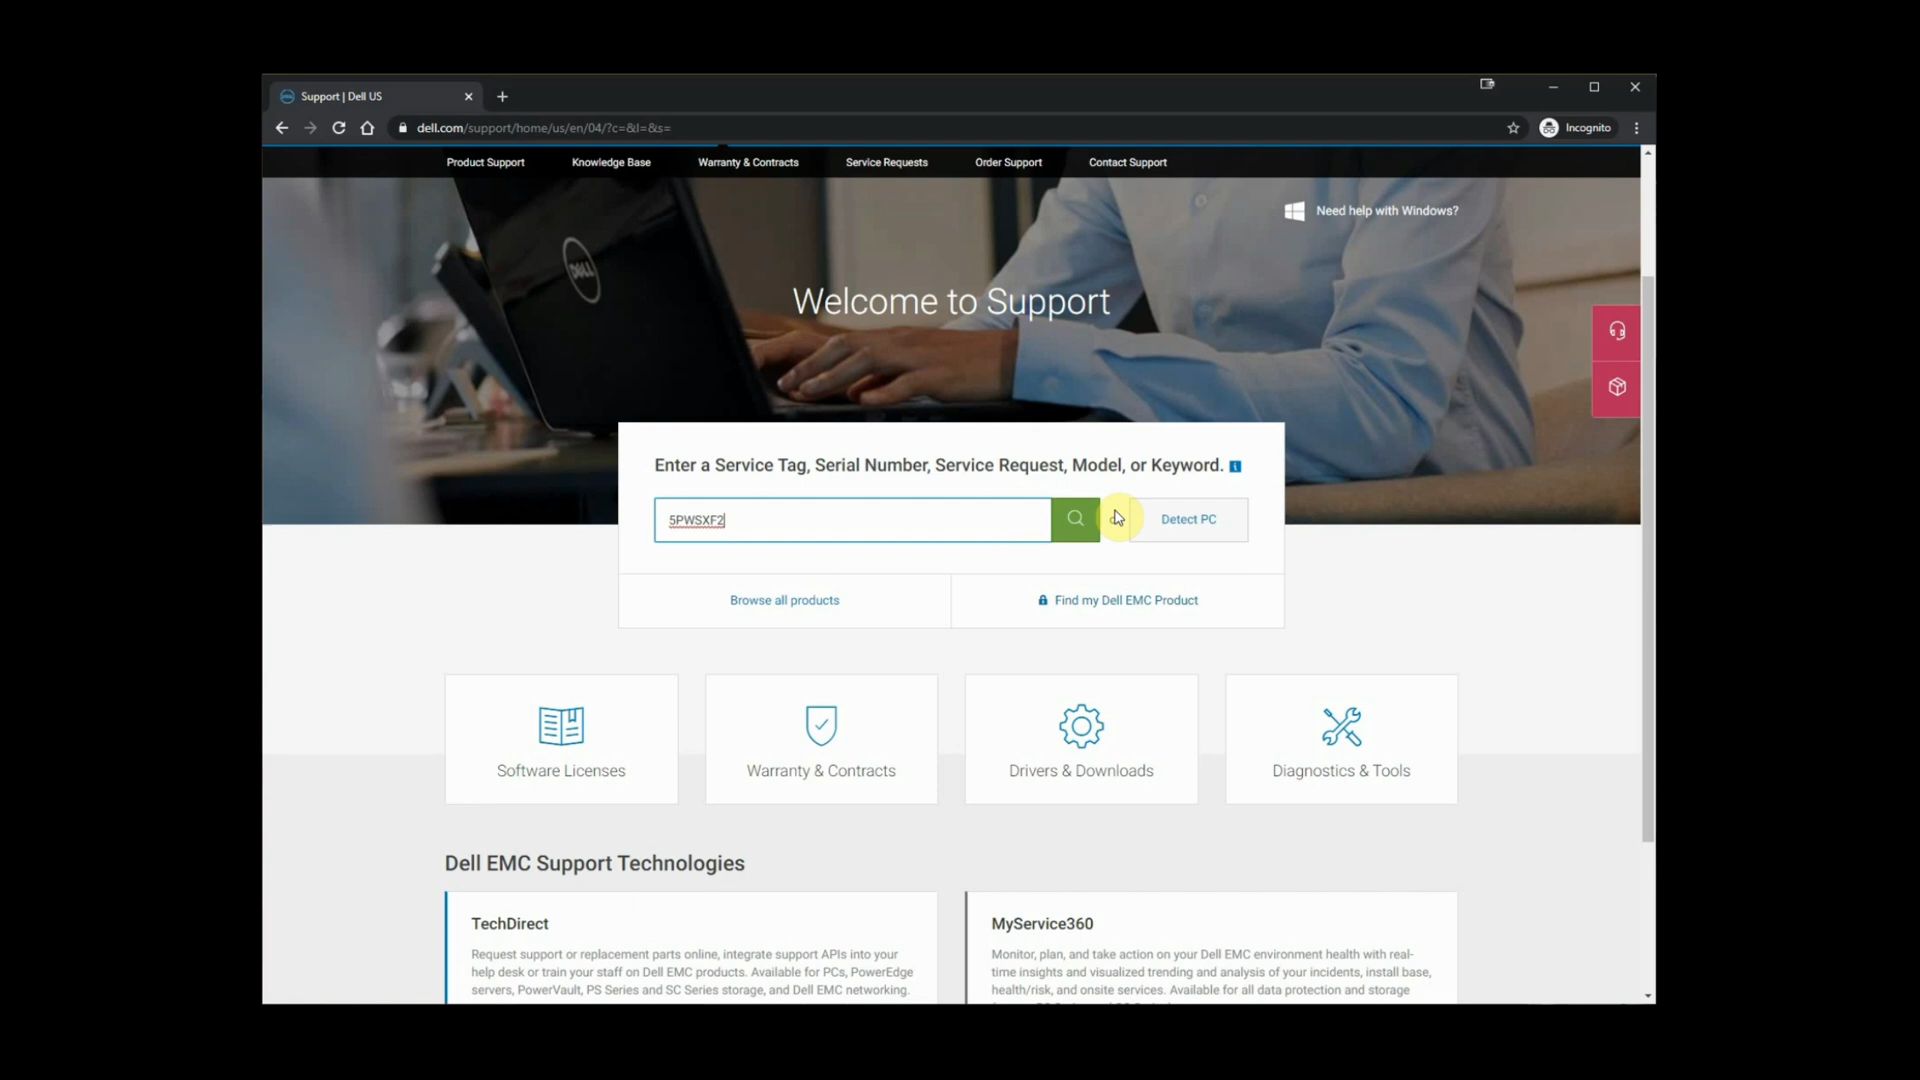 Support | Dell US
dell.com/support/home/us/en/04/?c=&l=&s=
Incognito
Product Support
Knowledge Base
Warranty & Contracts
Service Requests
Order Support
Contact Support
Need help with Windows?
DELL
Welcome to Support
Enter a Service Tag, Serial Number, Service Request, Model, or Keyword.
5PWSXF2
Detect PC
Browse all products
Find my Dell EMC Product
Software Licenses
Warranty & Contracts
Drivers & Downloads
Diagnostics & Tools
Dell EMC Support Technologies
TechDirect
Request support or replacement parts online, integrate support APIs into your
help desk or train your staff on Dell EMC products. Available for PCs, PowerEdge
servers, PowerVault, PS Series and SC Series storage, and Dell EMC networking.
MyService360
Monitor, plan, and take action on your Dell EMC environment health with real-
time insights and visualized trending and analysis of your incidents, install base,
health/risk, and onsite services. Available for all data protection and storage